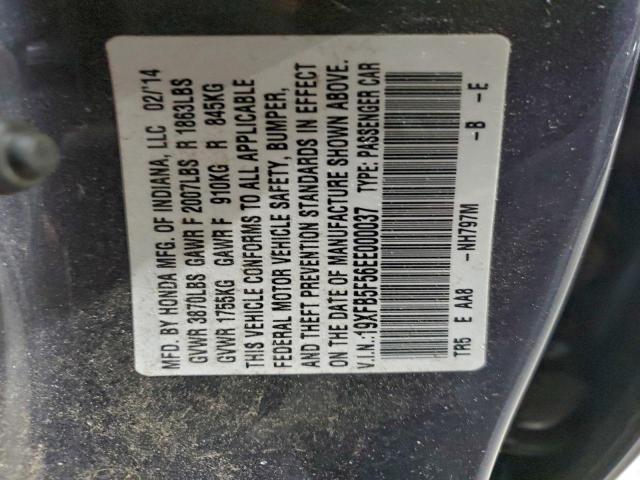 MFD. BY HONDA MFG. OF INDIANA, LLC 02/'14
GVWR 3870LBS GAWR F 2007LBS R 1863LBS
GVWR 1755KG GAWR F 910KG R 845KG
THIS VEHICLE CONFORMS TO ALL APPLICABLE
FEDERAL MOTOR VEHICLE SAFETY, BUMPER,
AND THEFT PREVENTION STANDARDS IN EFFECT
ON THE DATE OF MANUFACTURE SHOWN ABOVE.
V.I.N.:19XFB5F56EE000037 TYPE: PASSENGER CAR
TR5 E AA8 -NH797M -B -E